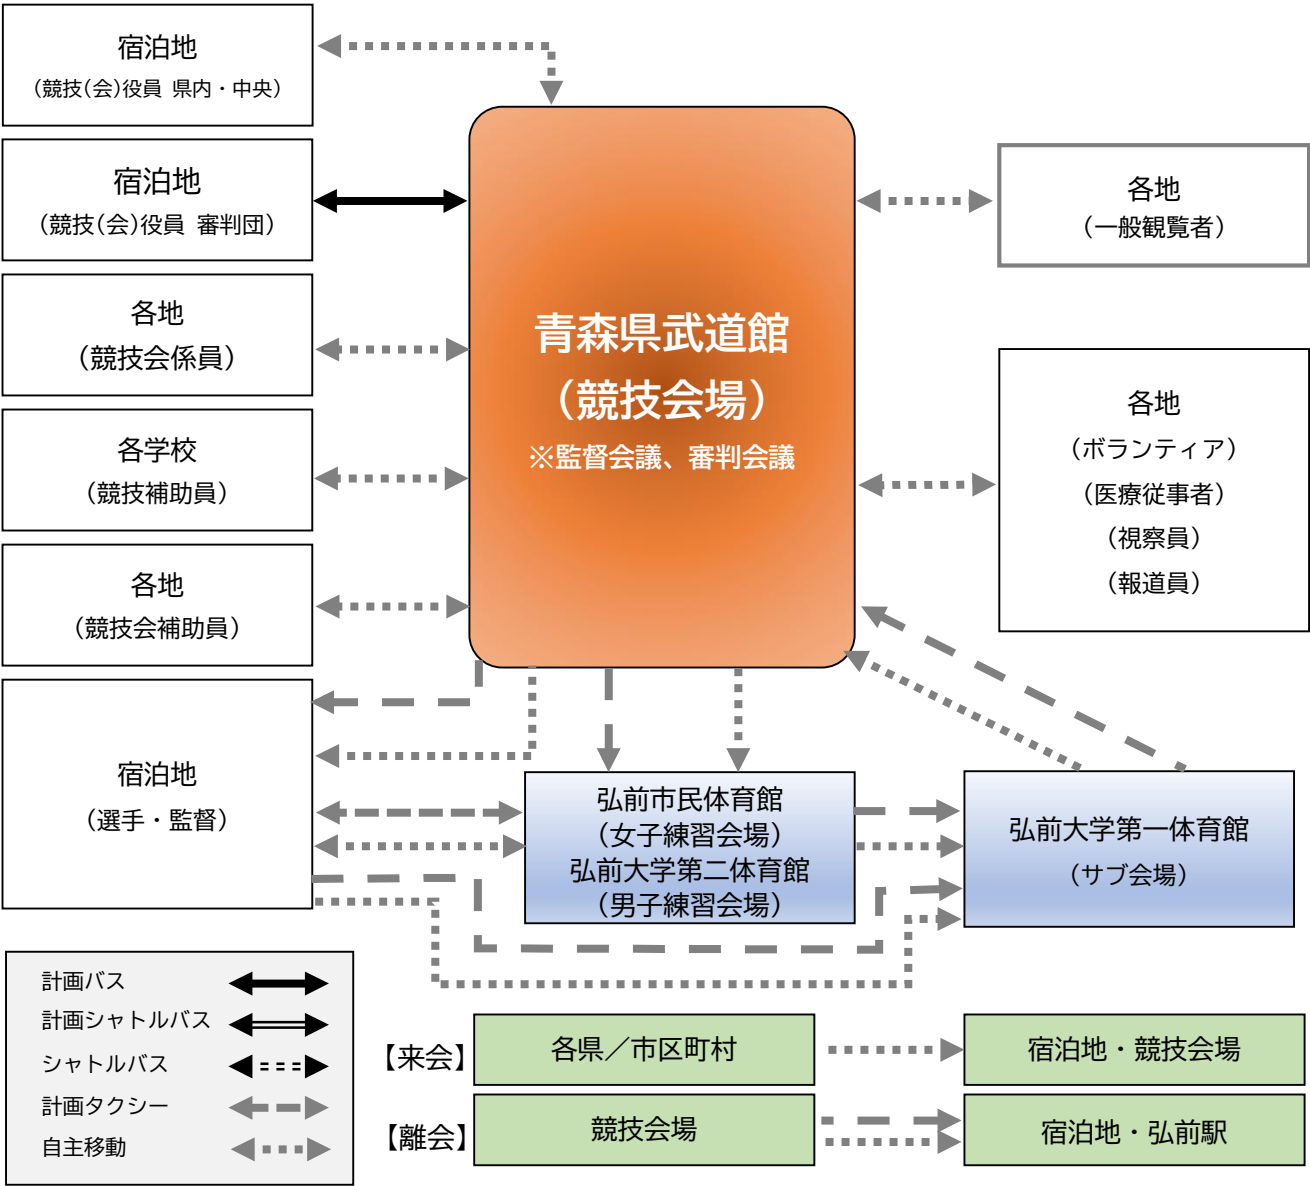 宿泊地
(競技(会)役員 県内・中央)
宿泊地
(競技(会)役員 審判団)
各地
(競技会係員)
各学校
(競技補助員)
各地
(競技会補助員)
宿泊地
(選手・監督)
青森県武道館
(競技会場)
※監督会議、審判会議
各地
(一般観覧者)
各地
(ボランティア)
(医療従事者)
(視察員)
(報道員)
弘前市民体育館
(女子練習会場)
弘前大学第二体育館
(男子練習会場)
弘前大学第一体育館
(サブ会場)
計画バス
計画シャトルバス
シャトルバス
計画タクシー
自主移動
【来会】 各県/市区町村 宿泊地・競技会場
【離会】 競技会場 宿泊地・弘前駅